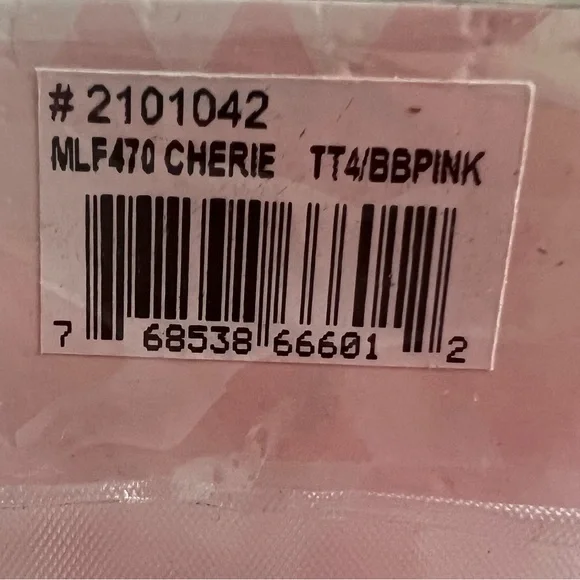 # 2101042
MLF470 CHERIE TT4/BBPINK
7 68538 66601 2